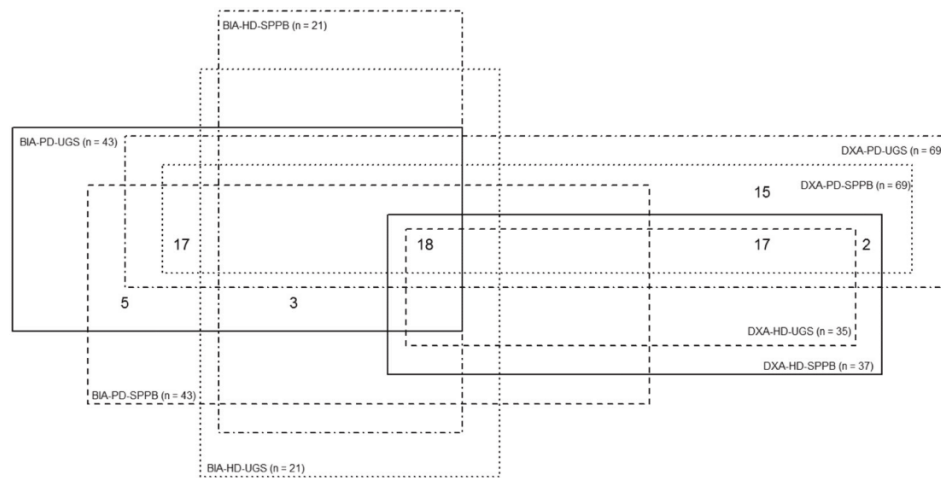 BIA-HD-SPPB (n = 21)
BIA-PD-UGS (n = 43)
DXA-PD-UGS (n = 69)
DXA-PD-SPPB (n = 69)
15
17
18
17
2
5
3
DXA-HD-UGS (n = 35)
DXA-HD-SPPB (n = 37)
BIA-PD-SPPB (n = 43)
BIA-HD-UGS (n = 21)